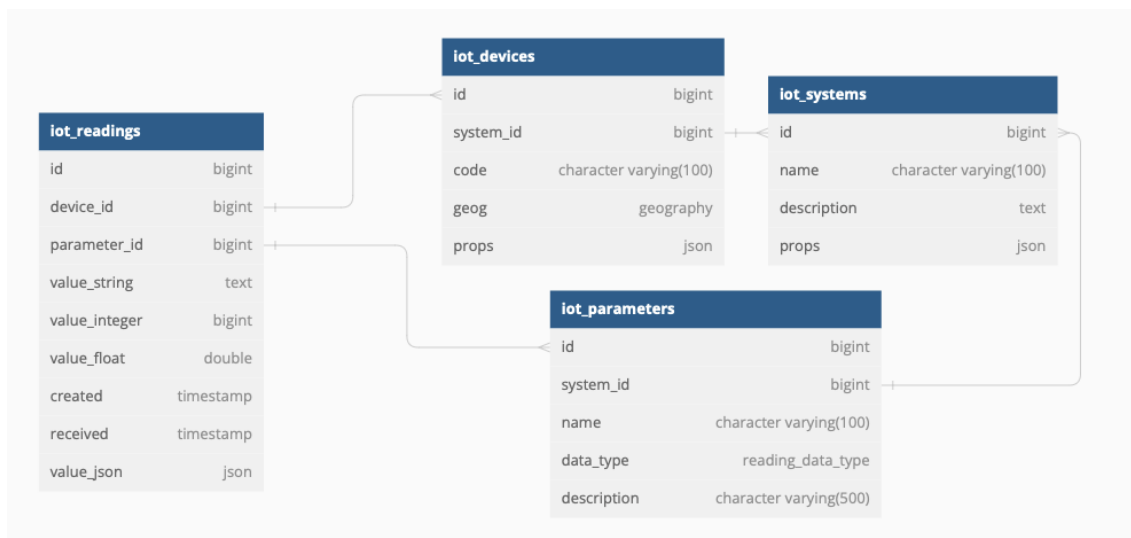 iot_readings
id bigint
device_id bigint
parameter_id bigint
value_string text
value_integer bigint
value_float double
created timestamp
received timestamp
value_json json
iot_devices
id bigint
system_id bigint
code character varying(100)
geog geography
props json
iot_systems
id bigint
name character varying(100)
description text
props json
iot_parameters
id bigint
system_id bigint
name character varying(100)
data_type reading_data_type
description character varying(500)